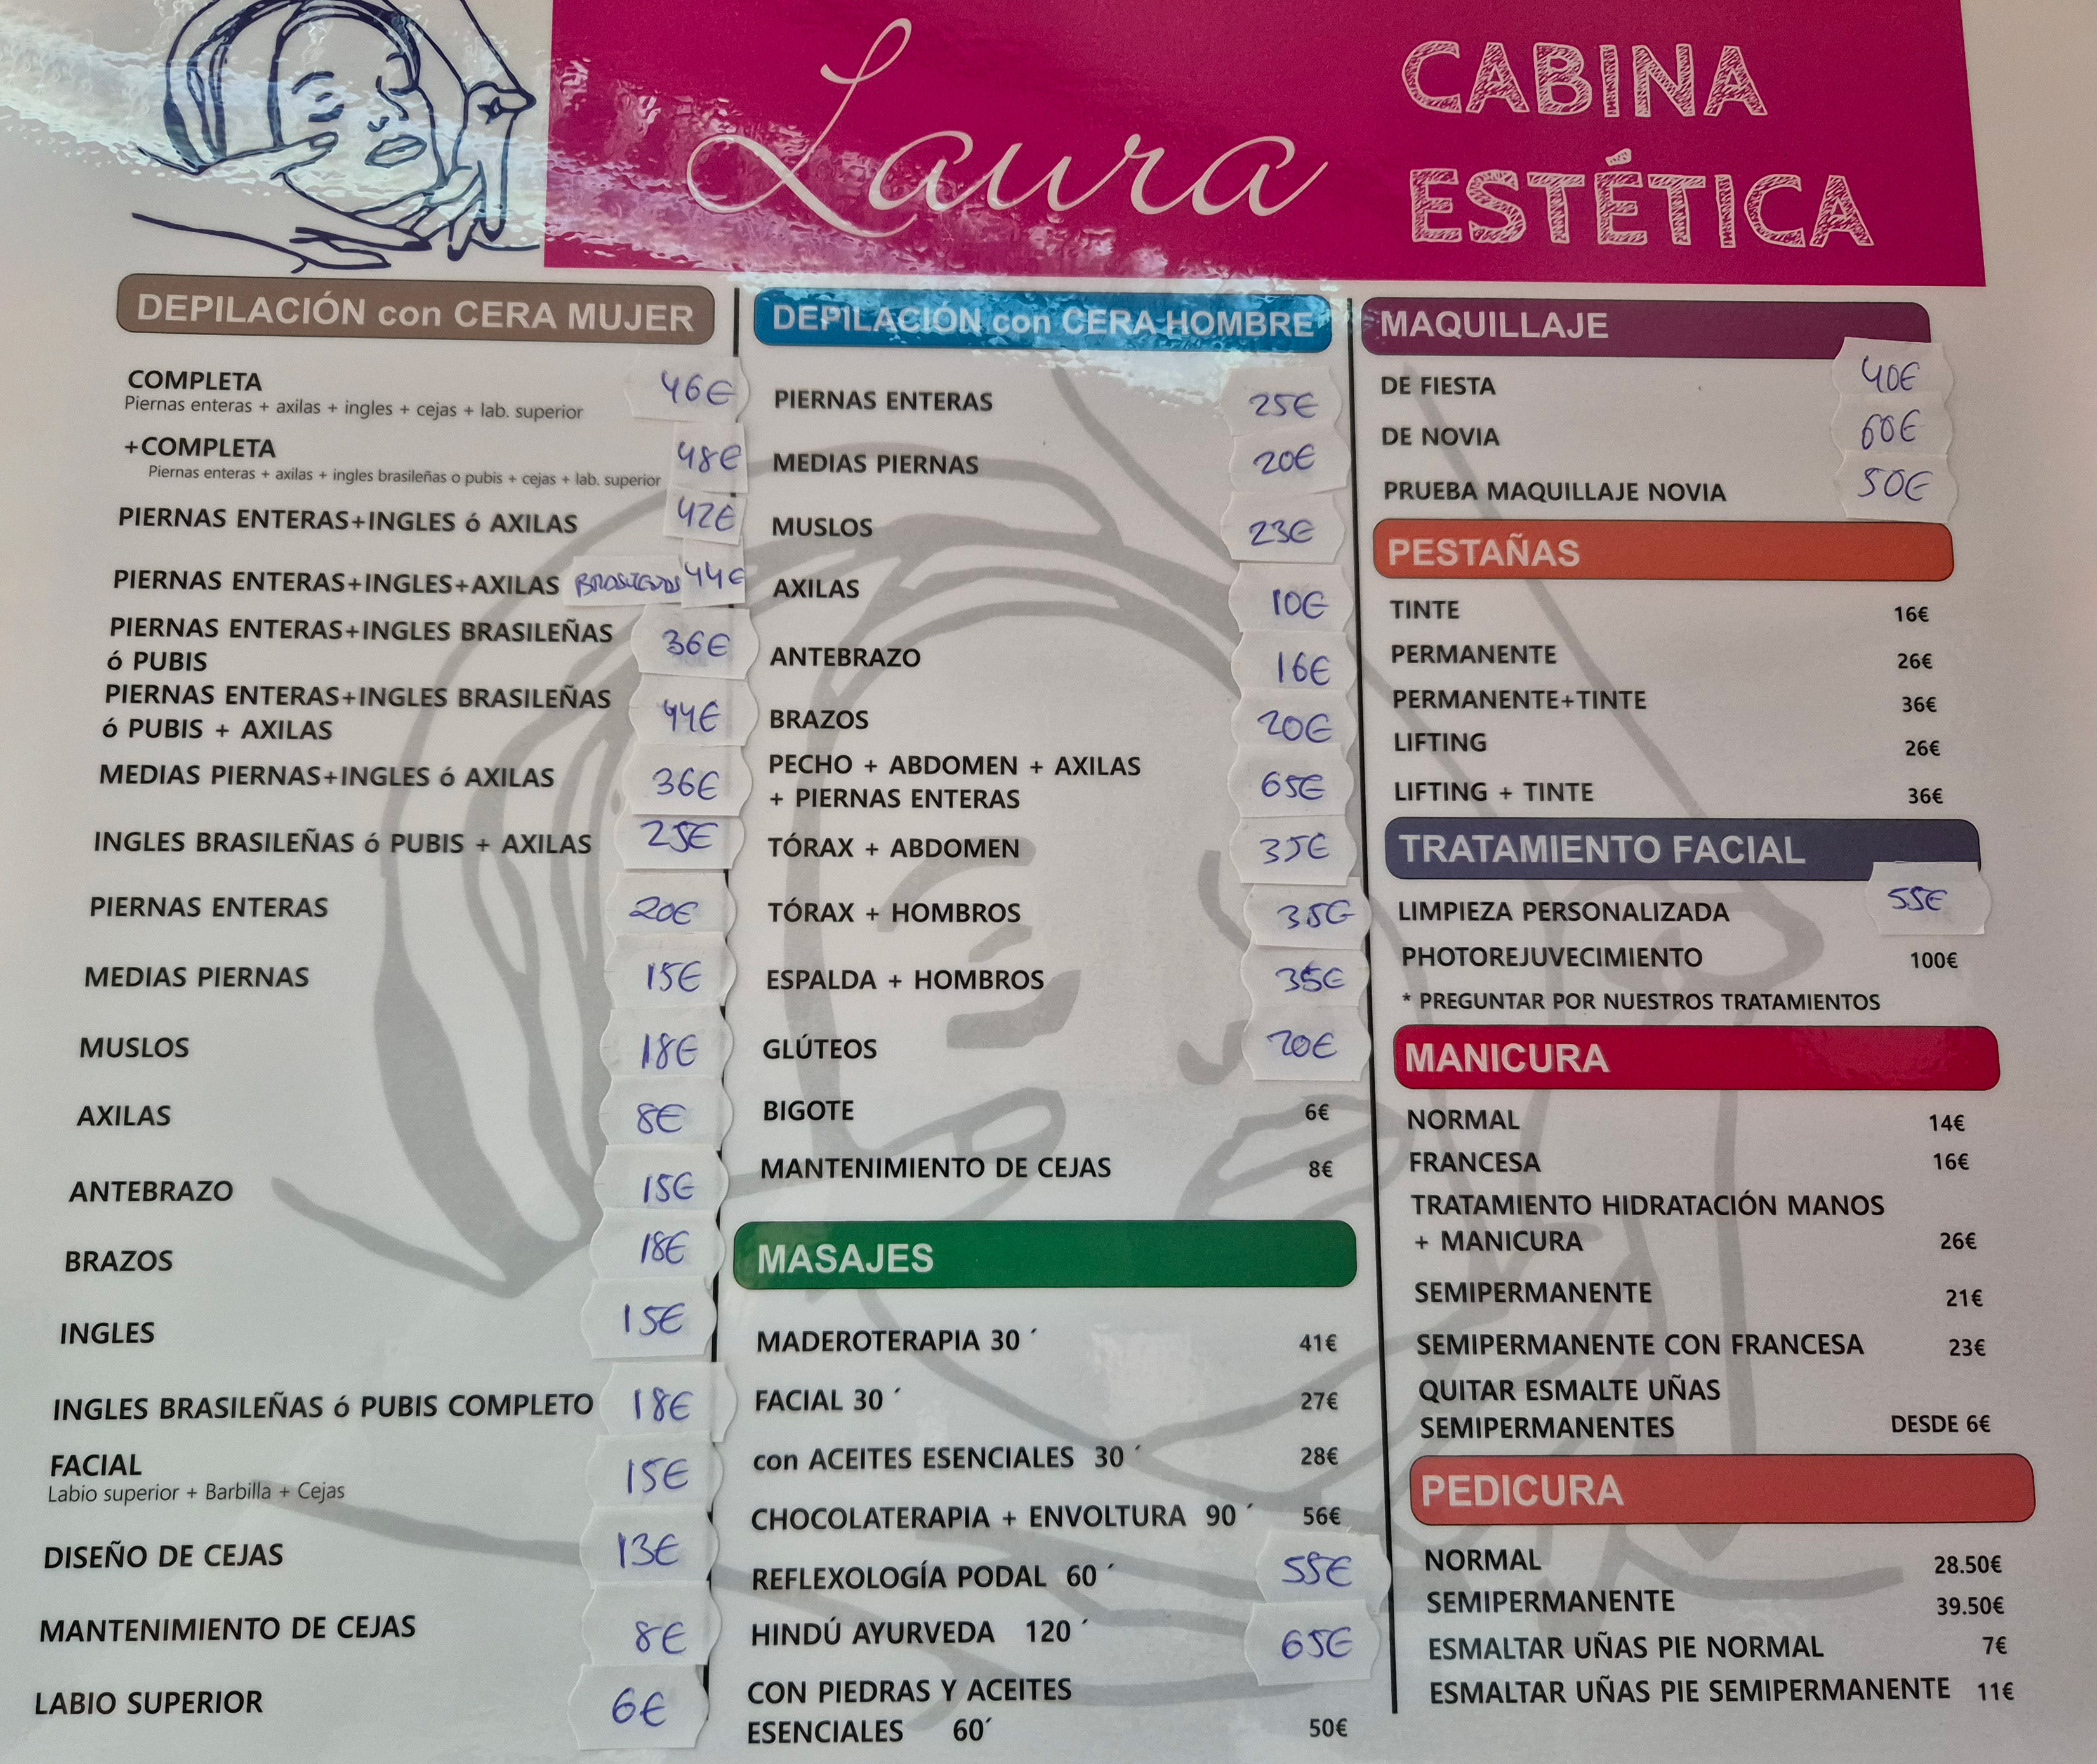 Laura
CABINA
ESTÉTICA
DEPILACIÓN con CERA MUJER
COMPLETA 46€
Piernas enteras + axilas + ingles + cejas + lab. superior
+COMPLETA 48€
Piernas enteras + axilas + ingles brasileñas o pubis + cejas + lab. superior
PIERNAS ENTERAS+INGLES ó AXILAS 42€
PIERNAS ENTERAS+INGLES+AXILAS 44€
PIERNAS ENTERAS+INGLES BRASILEÑAS 36€
ó PUBIS
PIERNAS ENTERAS+INGLES BRASILEÑAS 44€
ó PUBIS + AXILAS
MEDIAS PIERNAS+INGLES ó AXILAS 36€
INGLES BRASILEÑAS ó PUBIS + AXILAS 25€
PIERNAS ENTERAS 20€
MEDIAS PIERNAS 15€
MUSLOS 18€
AXILAS 8€
ANTEBRAZO 15€
BRAZOS 18€
INGLES 15€
INGLES BRASILEÑAS ó PUBIS COMPLETO 18€
FACIAL 15€
Labio superior + Barbilla + Cejas
DISEÑO DE CEJAS 13€
MANTENIMIENTO DE CEJAS 8€
LABIO SUPERIOR 6€
DEPILACIÓN con CERA HOMBRE
PIERNAS ENTERAS 25€
MEDIAS PIERNAS 20€
MUSLOS 23€
AXILAS 10€
ANTEBRAZO 16€
BRAZOS 20€
PECHO + ABDOMEN + AXILAS 65€
+ PIERNAS ENTERAS
TÓRAX + ABDOMEN 35€
TÓRAX + HOMBROS 35€
ESPALDA + HOMBROS 35€
GLÚTEOS 20€
BIGOTE 6€
MANTENIMIENTO DE CEJAS 8€
MASAJES
MADEROTERAPIA 30 ´ 41€
FACIAL 30 ´ 27€
con ACEITES ESENCIALES 30 ´ 28€
CHOCOLATERAPIA + ENVOLTURA 90 ´ 56€
REFLEXOLOGÍA PODAL 60 ´ 55€
HINDÚ AYURVEDA 120 ´ 65€
CON PIEDRAS Y ACEITES
ESENCIALES 60´ 50€
MAQUILLAJE
DE FIESTA 40€
DE NOVIA 60€
PRUEBA MAQUILLAJE NOVIA 50€
PESTAÑAS
TINTE 16€
PERMANENTE 26€
PERMANENTE+TINTE 36€
LIFTING 26€
LIFTING + TINTE 36€
TRATAMIENTO FACIAL
LIMPIEZA PERSONALIZADA 55€
PHOTOREJUVECIMIENTO 100€
* PREGUNTAR POR NUESTROS TRATAMIENTOS
MANICURA
NORMAL 14€
FRANCESA 16€
TRATAMIENTO HIDRATACIÓN MANOS
+ MANICURA 26€
SEMIPERMANENTE 21€
SEMIPERMANENTE CON FRANCESA 23€
QUITAR ESMALTE UÑAS
SEMIPERMANENTES DESDE 6€
PEDICURA
NORMAL 28.50€
SEMIPERMANENTE 39.50€
ESMALTAR UÑAS PIE NORMAL 7€
ESMALTAR UÑAS PIE SEMIPERMANENTE 11€